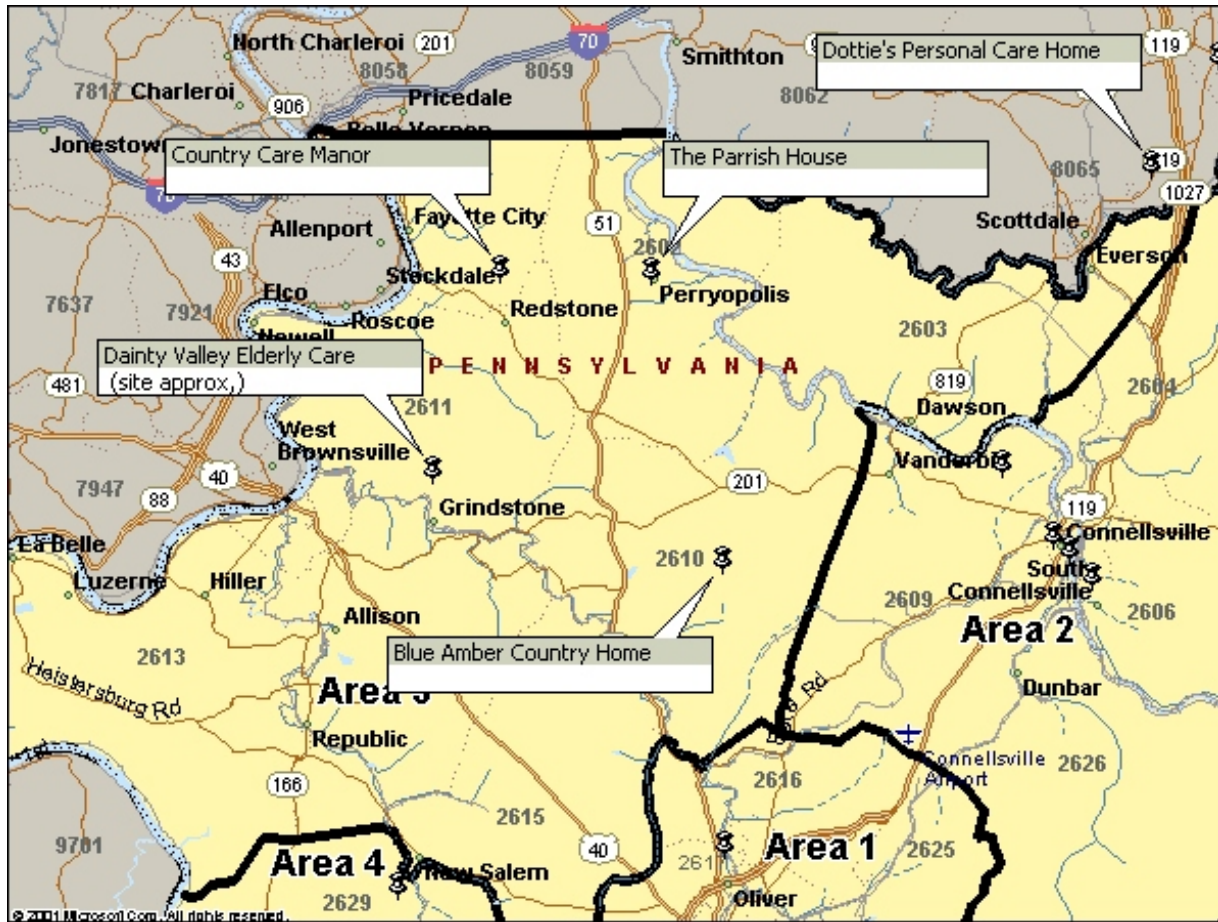 North Charleroi
201
70
Smithton
Dottie's Personal Care Home
119
7817
Charleroi
906
8058
8059
Pricedale
8062
Belle Vernon
Jonestown
70
Country Care Manor
The Parrish House
8065
819
1027
Allenport
Fayette City
51
Scottdale
43
Everson
7637
7921
Elco
Stockdale
Roscoe
Redstone
Perryopolis
Newell
2603
Dainty Valley Elderly Care
(site approx,)
PENNSYLVANIA
481
819
2604
2611
Dawson
West
Brownsville
40
88
7947
Vanderbilt
201
Grindstone
119
Connellsville
La Belle
Luzerne
Hiller
2610
South
Connellsville
2609
2606
Allison
Area 2
2613
Blue Amber Country Home
Heistersburg Rd
Rd
Dunbar
Republic
Connellsville
Airport
2616
2626
166
2615
9701
Area 4
40
Area 1
2625
New Salem
2629
Oliver
© 2001 Microsoft Corp. All rights reserved.